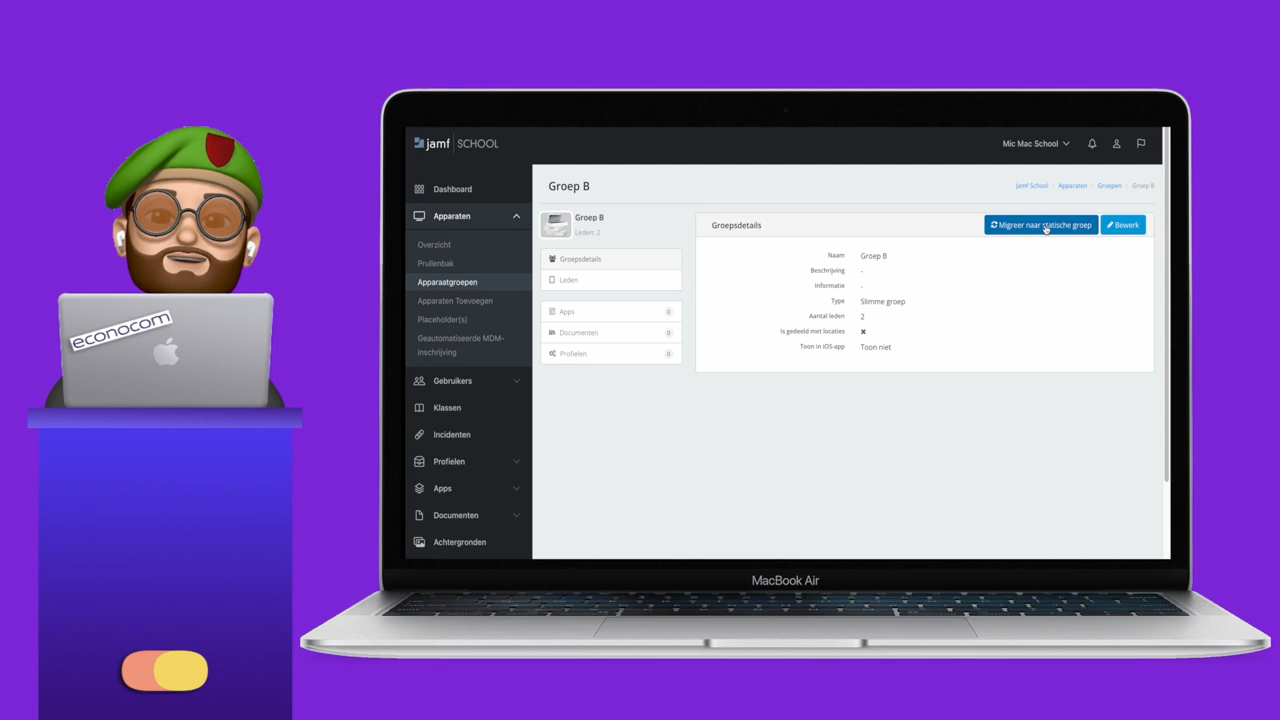 jamf SCHOOL
Mic Mac School
Dashboard
Apparaten
Overzicht
Prullenbak
Apparaatgroepen
Apparaten Toevoegen
Placeholder(s)
Geautomatiseerde MDM-
inschrijving
Gebruikers
Klassen
Incidenten
Profielen
Apps
Documenten
Achtergronden
Groep B
Jamf School / Apparaten / Groepen / Groep B
Groep B
Leden: 2
Groepsdetails
Leden
Apps 0
Documenten 0
Profielen 0
Groepsdetails
Migreer naar statische groep
Bewerk
Naam Groep B
Beschrijving -
Informatie -
Type Slimme groep
Aantal leden 2
Is gedeeld met locaties ✖
Toon in iOS-app Toon niet
MacBook Air
econocom